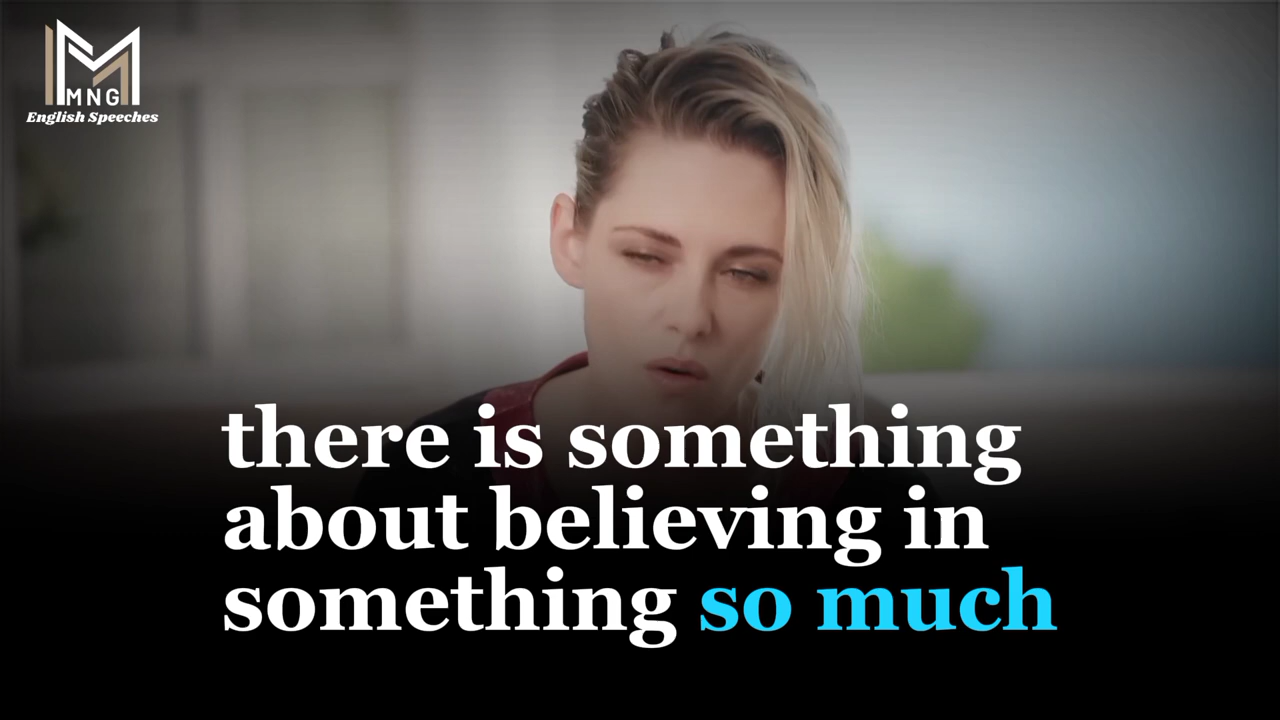 MNG
English Speeches
there is something
about believing in
something so much